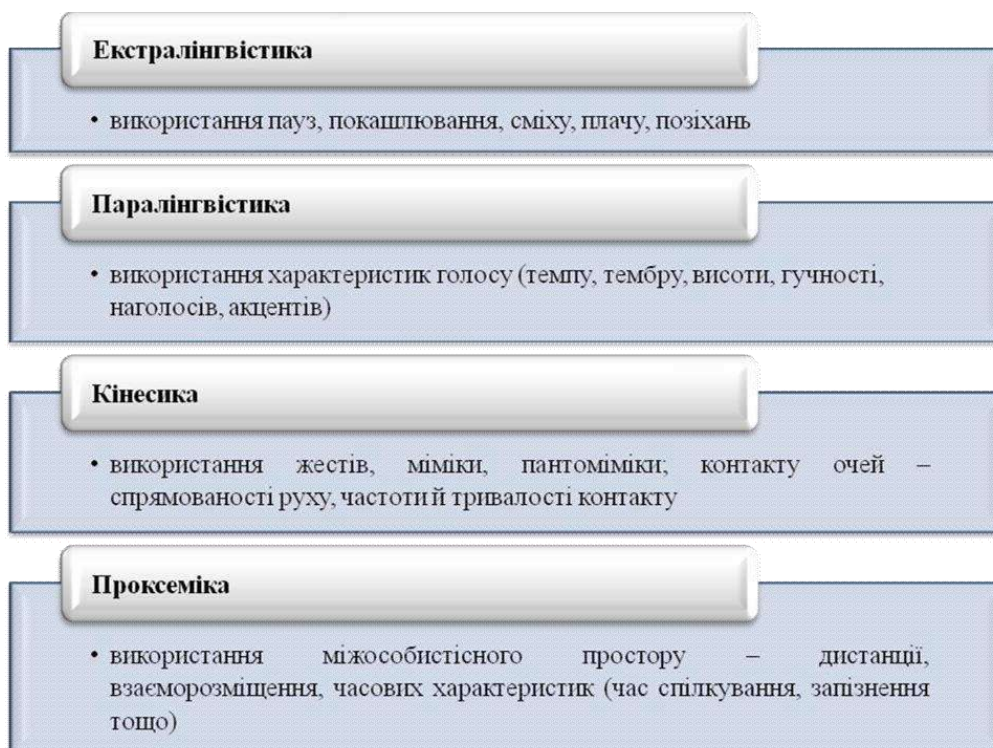 Екстралінгвістика
• використання пауз, покашлювання, сміху, плачу, позіхань
Паралінгвістика
• використання характеристик голосу (темпу, тембру, висоти, гучності,
наголосів, акцентів)
Кінесика
• використання жестів, міміки, пантоміміки; контакту очей –
спрямованості руху, частоти й тривалості контакту
Проксеміка
• використання міжособистісного простору – дистанції,
взаєморозміщення, часових характеристик (час спілкування, запізнення
тощо)